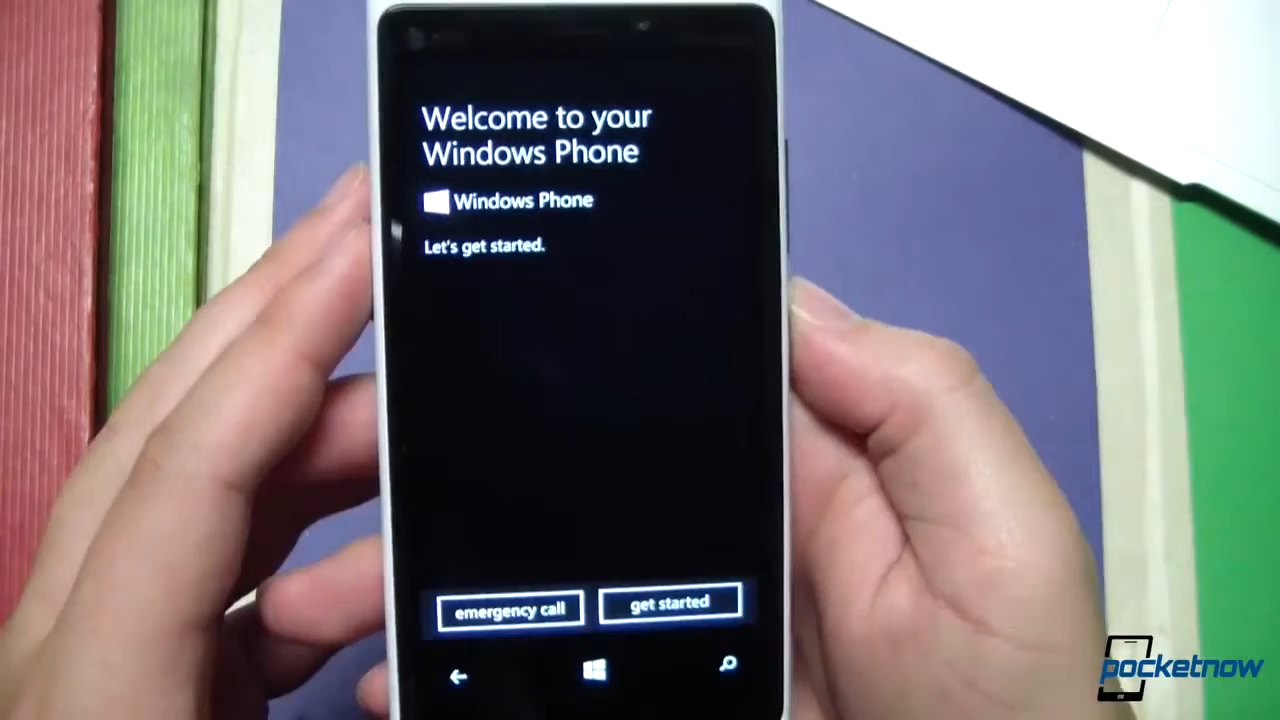 Welcome to your
Windows Phone
Windows Phone
Let's get started.
emergency call
get started
pocketnow